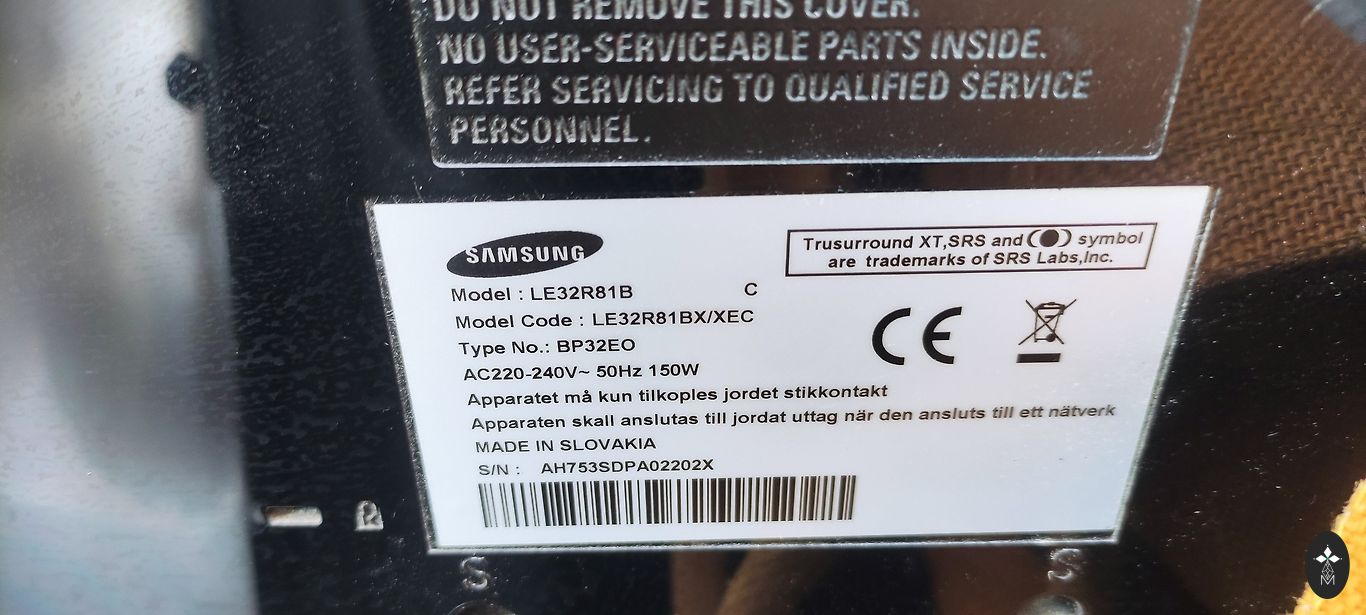 DO NOT REMOVE THIS COVER.
NO USER-SERVICEABLE PARTS INSIDE.
REFER SERVICING TO QUALIFIED SERVICE
PERSONNEL.
SAMSUNG
Trusurround XT,SRS and symbol
are trademarks of SRS Labs,Inc.
Model : LE32R81B C
Model Code : LE32R81BX/XEC
Type No.: BP32EO
AC220-240V~ 50Hz 150W
CE
Apparatet må kun tilkoples jordet stikkontakt
Apparaten skall anslutas till jordat uttag när den ansluts till ett nätverk
MADE IN SLOVAKIA
S/N : AH753SDPA02202X
S S
M